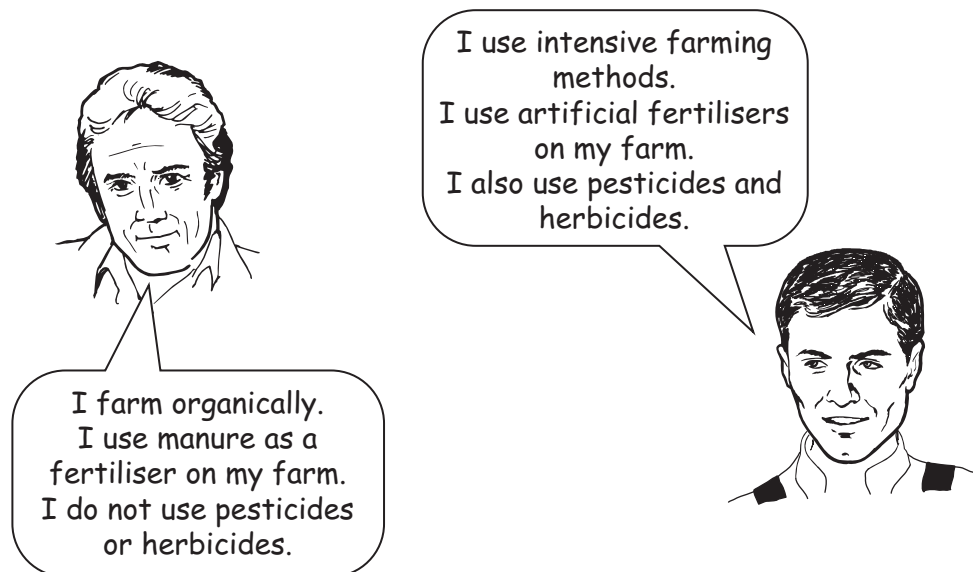 I use intensive farming
methods.
I use artificial fertilisers
on my farm.
I also use pesticides and
herbicides.
I farm organically.
I use manure as a
fertiliser on my farm.
I do not use pesticides
or herbicides.